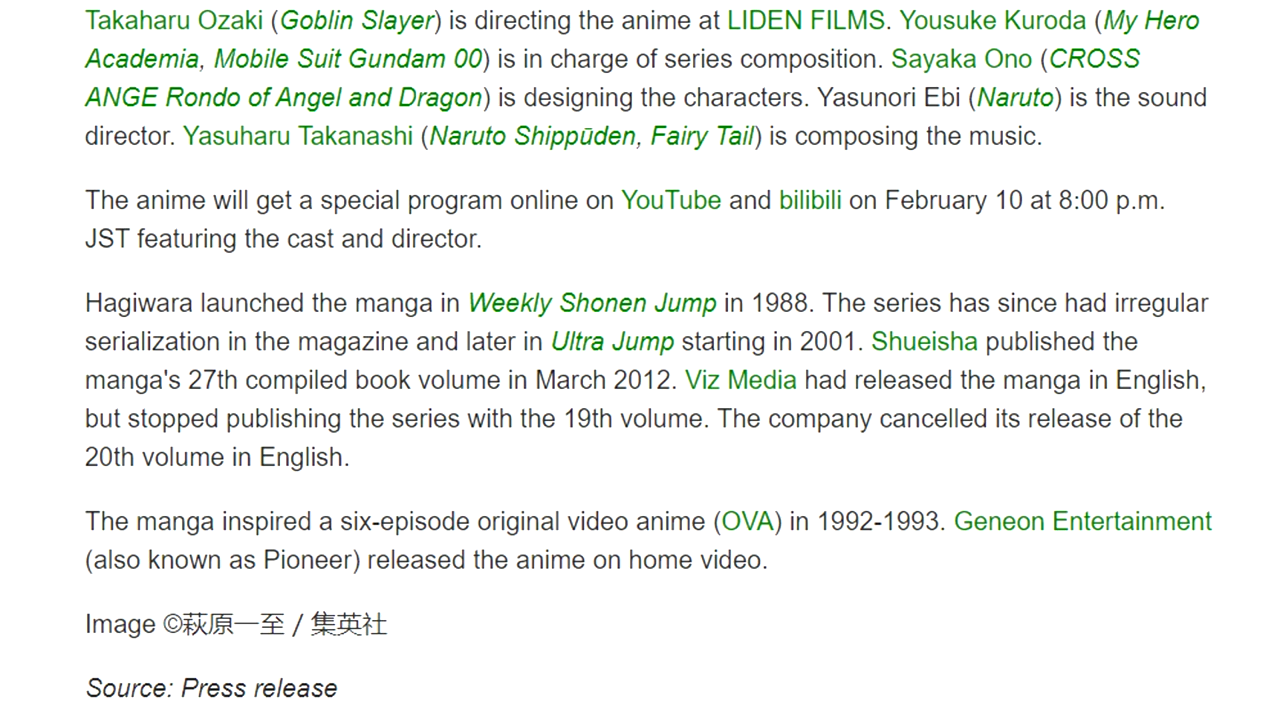 Takaharu Ozaki (Goblin Slayer) is directing the anime at LIDEN FILMS. Yousuke Kuroda (My Hero
Academia, Mobile Suit Gundam 00) is in charge of series composition. Sayaka Ono (CROSS
ANGE Rondo of Angel and Dragon) is designing the characters. Yasunori Ebi (Naruto) is the sound
director. Yasuharu Takanashi (Naruto Shippūden, Fairy Tail) is composing the music.
The anime will get a special program online on YouTube and bilibili on February 10 at 8:00 p.m.
JST featuring the cast and director.
Hagiwara launched the manga in Weekly Shonen Jump in 1988. The series has since had irregular
serialization in the magazine and later in Ultra Jump starting in 2001. Shueisha published the
manga's 27th compiled book volume in March 2012. Viz Media had released the manga in English,
but stopped publishing the series with the 19th volume. The company cancelled its release of the
20th volume in English.
The manga inspired a six-episode original video anime (OVA) in 1992-1993. Geneon Entertainment
(also known as Pioneer) released the anime on home video.
Image ©萩原一至 / 集英社
Source: Press release